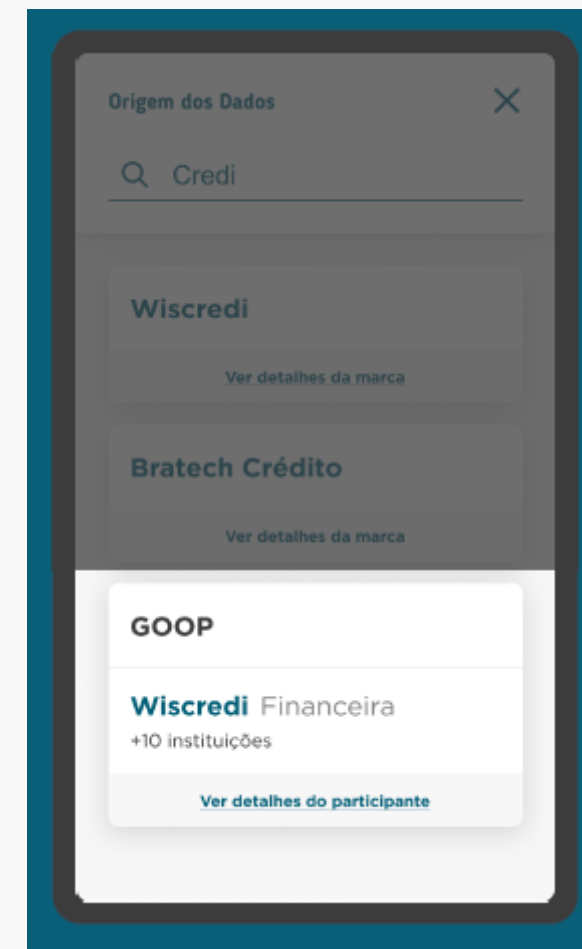 Origem dos Dados
Credi
Wiscredi
Ver detalhes da marca
Bratech Crédito
Ver detalhes da marca
GOOP
Wiscredi Financeira
+10 instituições
Ver detalhes do participante